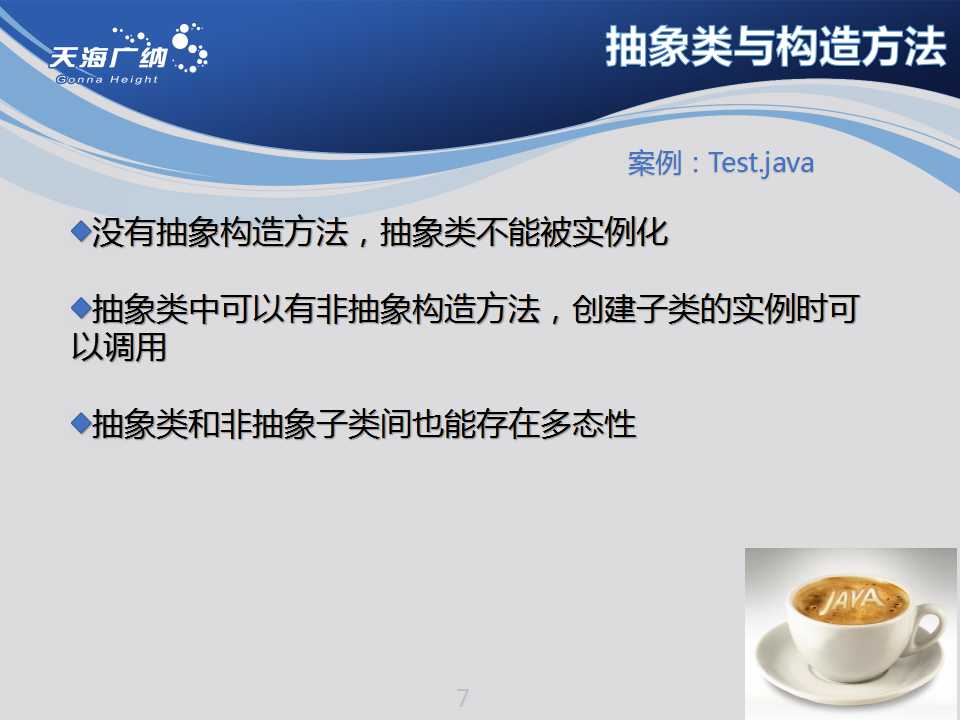 天海广纳
Gonna Height
抽象类与构造方法
案例：Test.java
没有抽象构造方法，抽象类不能被实例化
抽象类中可以有非抽象构造方法，创建子类的实例时可
以调用
抽象类和非抽象子类间也能存在多态性
JAVA
7